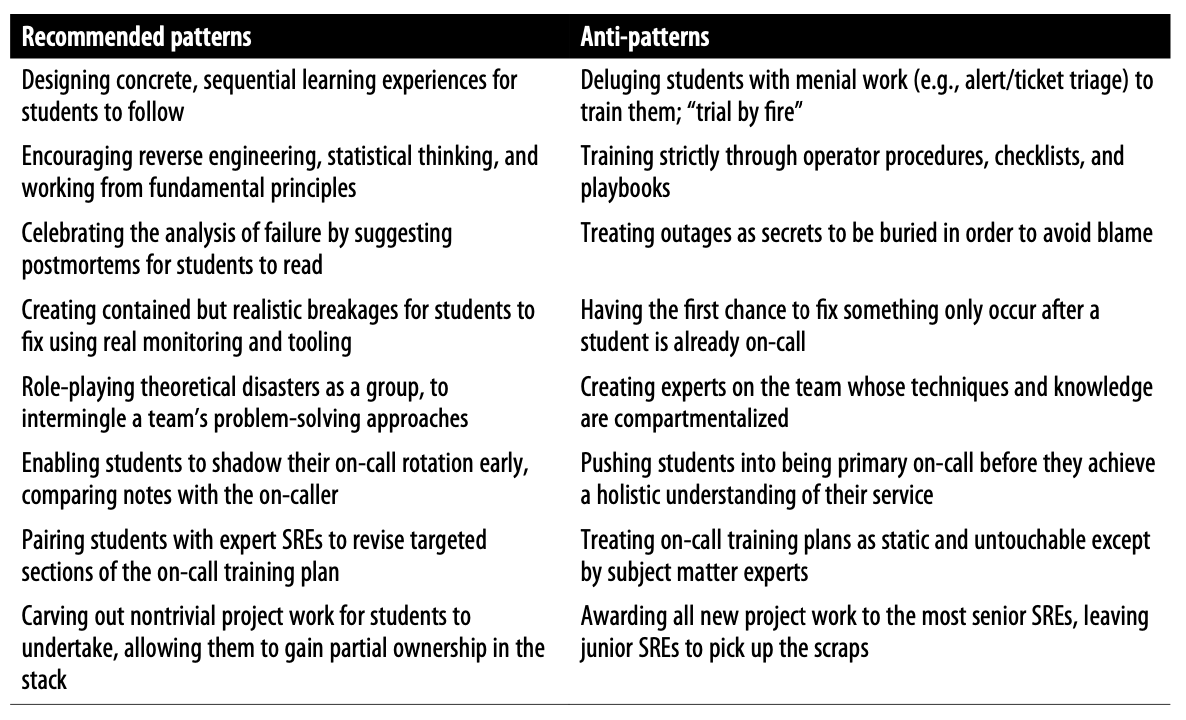 Recommended patterns
Anti-patterns
Designing concrete, sequential learning experiences for
students to follow
Deluging students with menial work (e.g., alert/ticket triage) to
train them; “trial by fire”
Encouraging reverse engineering, statistical thinking, and
working from fundamental principles
Training strictly through operator procedures, checklists, and
playbooks
Celebrating the analysis of failure by suggesting
postmortems for students to read
Treating outages as secrets to be buried in order to avoid blame
Creating contained but realistic breakages for students to
fix using real monitoring and tooling
Having the first chance to fix something only occur after a
student is already on-call
Role-playing theoretical disasters as a group, to
intermingle a team’s problem-solving approaches
Creating experts on the team whose techniques and knowledge
are compartmentalized
Enabling students to shadow their on-call rotation early,
comparing notes with the on-caller
Pushing students into being primary on-call before they achieve
a holistic understanding of their service
Pairing students with expert SREs to revise targeted
sections of the on-call training plan
Treating on-call training plans as static and untouchable except
by subject matter experts
Carving out nontrivial project work for students to
undertake, allowing them to gain partial ownership in the
stack
Awarding all new project work to the most senior SREs, leaving
junior SREs to pick up the scraps